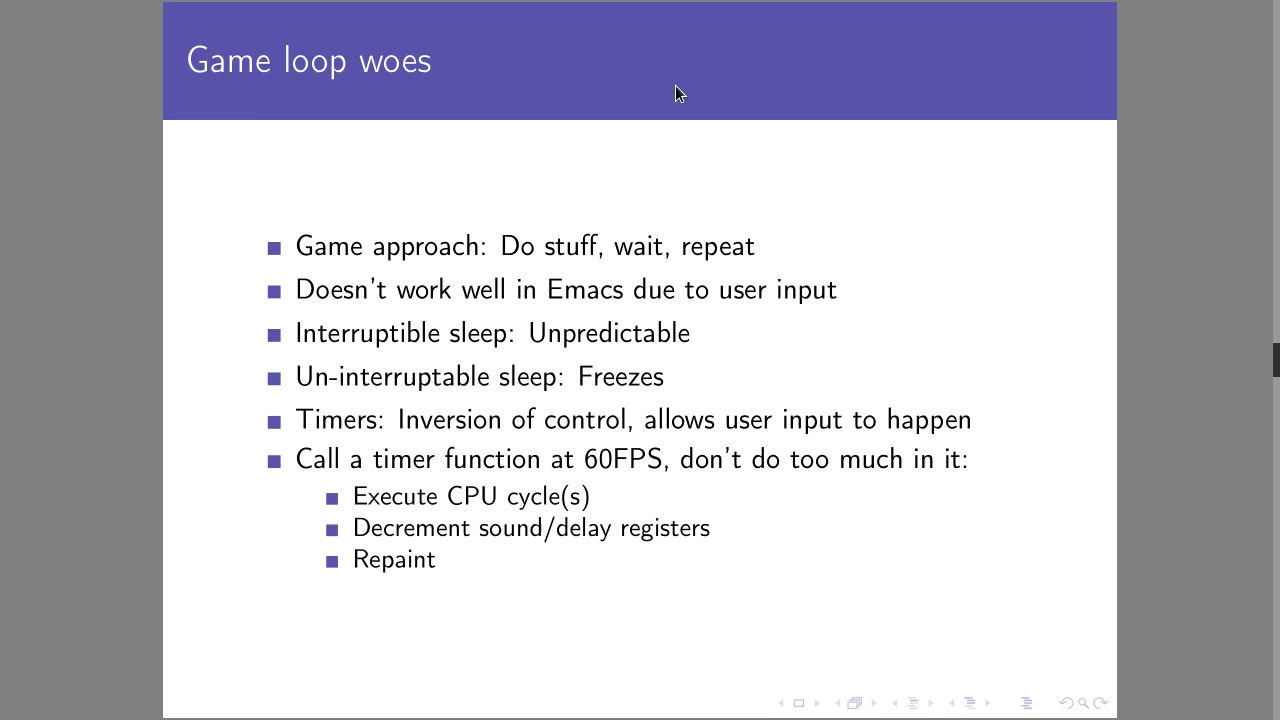 Game loop woes
Game approach: Do stuff, wait, repeat
Doesn't work well in Emacs due to user input
Interruptible sleep: Unpredictable
Un-interruptable sleep: Freezes
Timers: Inversion of control, allows user input to happen
Call a timer function at 60FPS, don't do too much in it:
Execute CPU cycle(s)
Decrement sound/delay registers
Repaint